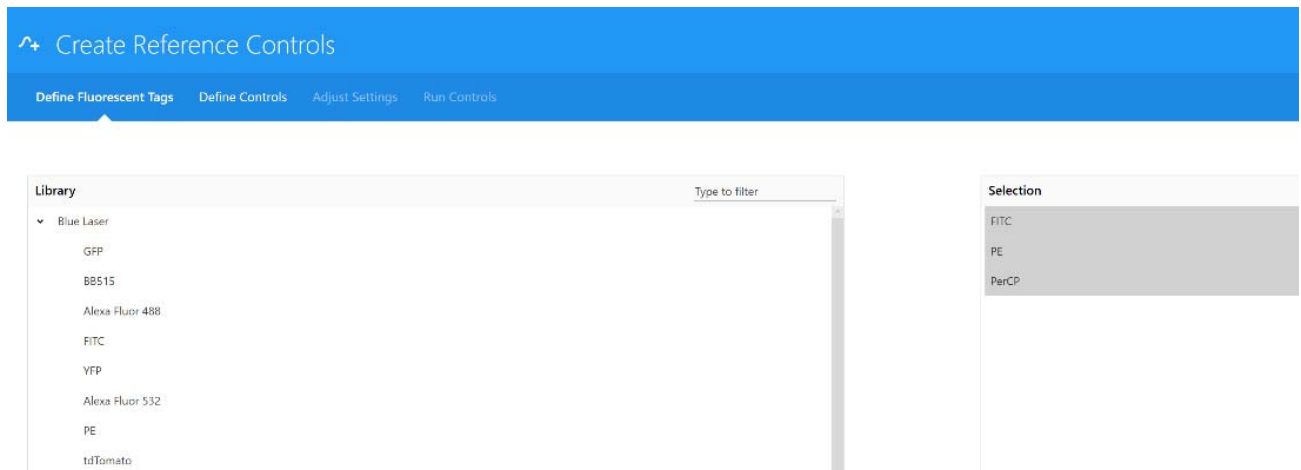 Create Reference Controls
Define Fluorescent Tags Define Controls Adjust Settings Run Controls
Library Type to filter
Blue Laser
GFP
BB515
Alexa Fluor 488
FITC
YFP
Alexa Fluor 532
PE
tdTomato
Selection
FITC
PE
PerCP